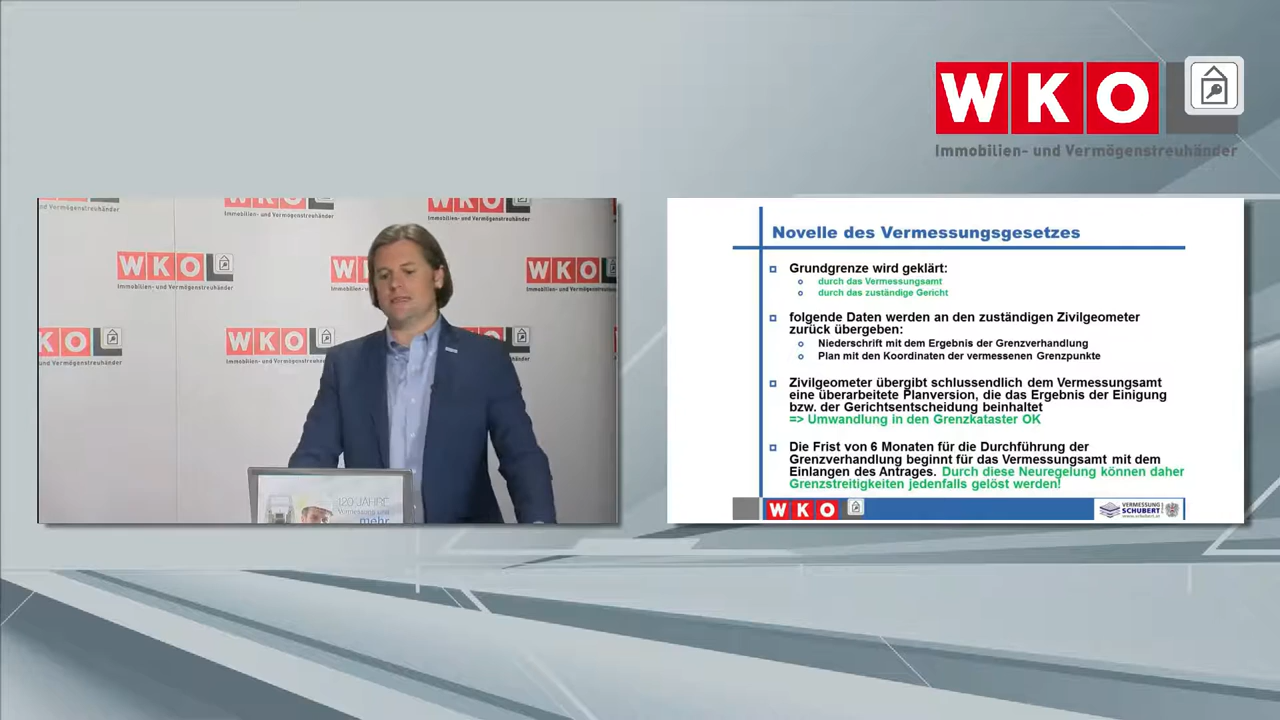 WKO
Immobilien- und Vermögenstreuhänder
WKO
Immobilien- und Vermögenstreuhänder
WKO
Immobilien- und Vermögenstreuhänder
WKO
Immobilien- und Vermögenstreuhänder
WKO
Immobilien- und Vermögenstreuhänder
WKO
Immobilien- und Vermögenstreuhänder
mehr
Novelle des Vermessungsgesetzes
Grundgrenze wird geklärt:
durch das Vermessungsamt
durch das zuständige Gericht
folgende Daten werden an den zuständigen Zivilgeometer
zurück übergeben:
Niederschrift mit dem Ergebnis der Grenzverhandlung
Plan mit den Koordinaten der vermessenen Grenzpunkte
Zivilgeometer übergibt schlussendlich dem Vermessungsamt
eine überarbeitete Planversion, die das Ergebnis der Einigung
bzw. der Gerichtsentscheidung beinhaltet
=> Umwandlung in den Grenzkataster OK
Die Frist von 6 Monaten für die Durchführung der
Grenzverhandlung beginnt für das Vermessungsamt mit dem
Einlangen des Antrages. Durch diese Neuregelung können daher
Grenzstreitigkeiten jedenfalls gelöst werden!
WKO
VERMESSUNG
SCHUBERT
www.schubert.at